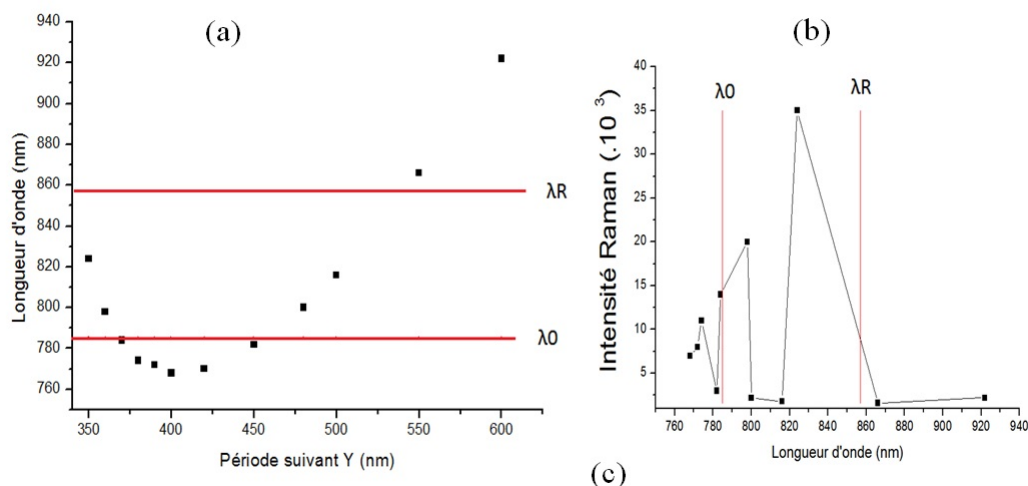 (a)
940
920
900
880
860
840
820
800
780
760
Longueur d'onde (nm)
λR
λ0
350 400 450 500 550 600
Période suivant Y (nm)
(b)
40
35
30
25
20
15
10
5
Intensité Raman (.10 ³)
λ0 λR
760 780 800 820 840 860 880 900 920 940
Longueur d'onde (nm)
(c)